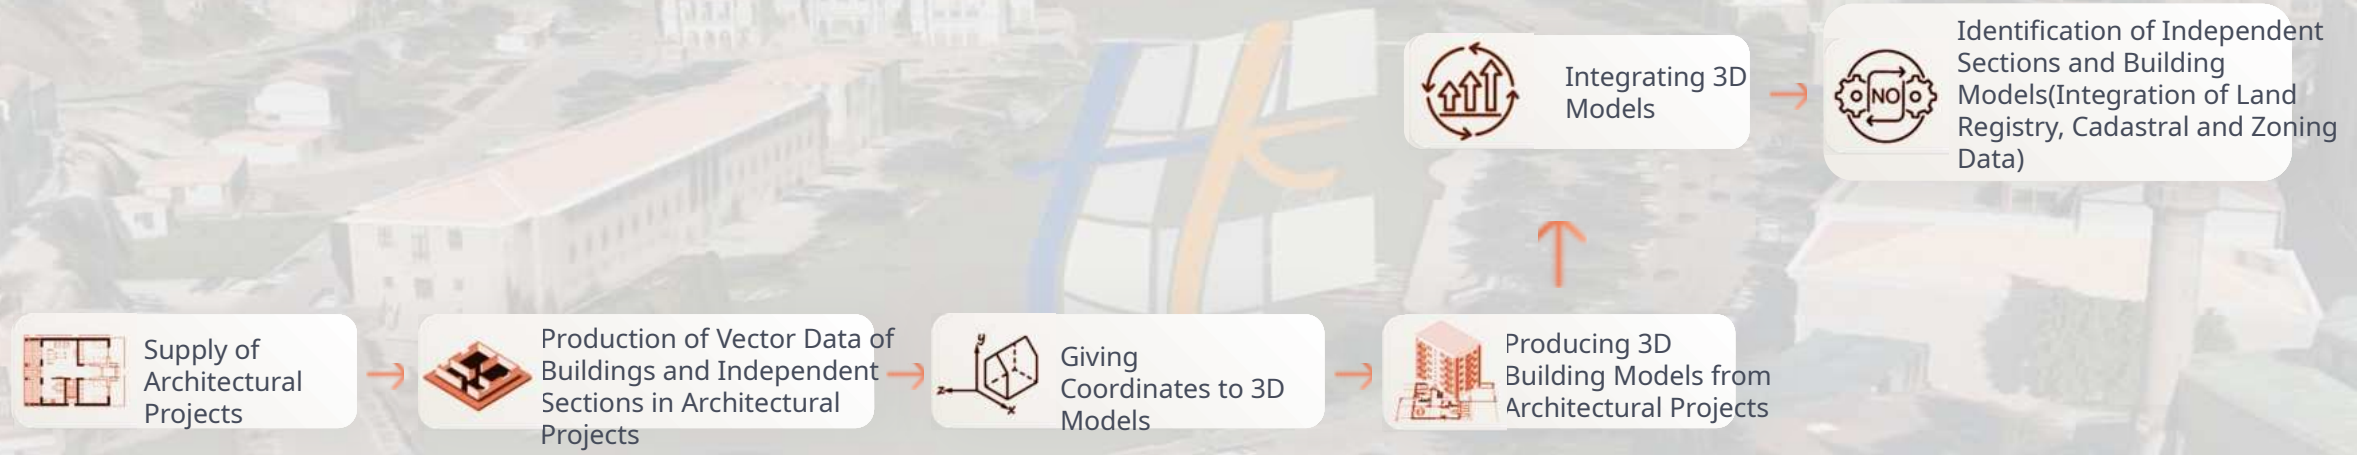 Supply of
Architectural
Projects
Production of Vector Data of
Buildings and Independent
Sections in Architectural
Projects
y
z
x
Giving
Coordinates to 3D
Models
Producing 3D
Building Models from
Architectural Projects
Integrating 3D
Models
NO
Identification of Independent
Sections and Building
Models(Integration of Land
Registry, Cadastral and Zoning
Data)